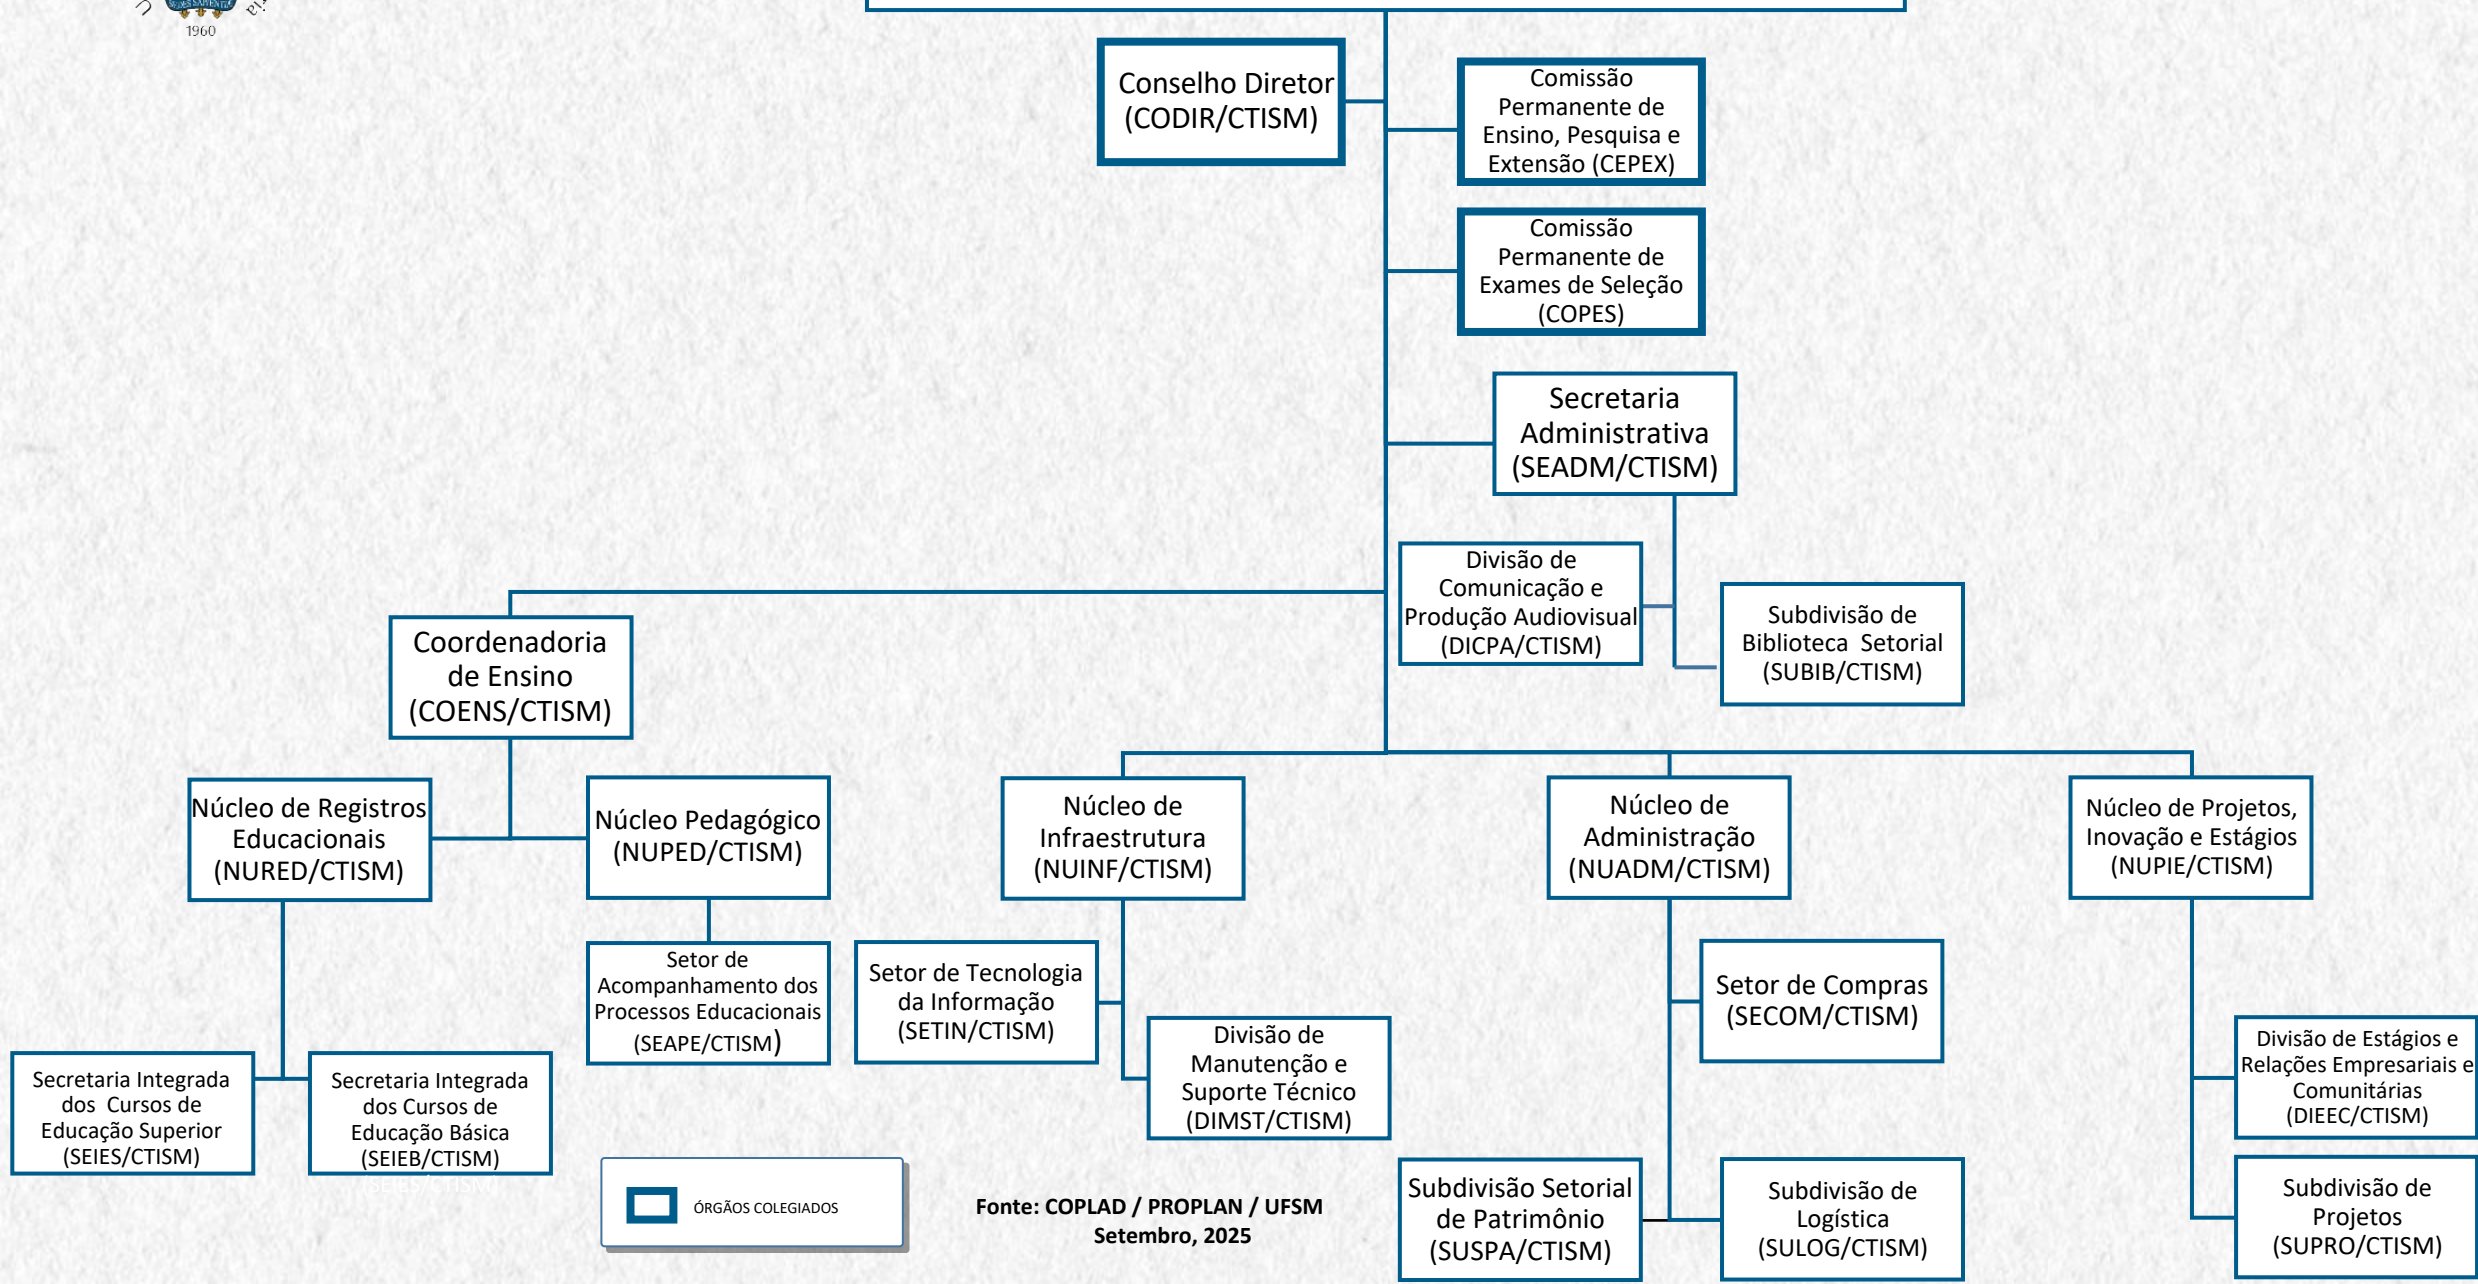 1960
Conselho Diretor
(CODIR/CTISM)
Comissão
Permanente de
Ensino, Pesquisa e
Extensão (CEPEX)
Comissão
Permanente de
Exames de Seleção
(COPES)
Secretaria
Administrativa
(SEADM/CTISM)
Divisão de
Comunicação e
Produção Audiovisual
(DICPA/CTISM)
Subdivisão de
Biblioteca  Setorial
(SUBIB/CTISM)
Coordenadoria
de Ensino
(COENS/CTISM)
Núcleo de Registros
Educacionais
(NURED/CTISM)
Núcleo Pedagógico
(NUPED/CTISM)
Núcleo de
Infraestrutura
(NUINF/CTISM)
Núcleo de
Administração
(NUADM/CTISM)
Núcleo de Projetos,
Inovação e Estágios
(NUPIE/CTISM)
Setor de
Acompanhamento dos
Processos Educacionais
(SEAPE/CTISM)
Setor de Tecnologia
da Informação
(SETIN/CTISM)
Setor de Compras
(SECOM/CTISM)
Divisão de
Manutenção e
Suporte Técnico
(DIMST/CTISM)
Divisão de Estágios e
Relações Empresariais e
Comunitárias
(DIEEC/CTISM)
Secretaria Integrada
dos  Cursos de
Educação Superior
(SEIES/CTISM)
Secretaria Integrada
dos Cursos de
Educação Básica
(SEIEB/CTISM)
Subdivisão Setorial
de Patrimônio
(SUSPA/CTISM)
Subdivisão de
Logística
(SULOG/CTISM)
Subdivisão de
Projetos
(SUPRO/CTISM)
ÓRGÃOS COLEGIADOS
Fonte: COPLAD / PROPLAN / UFSM
Setembro, 2025